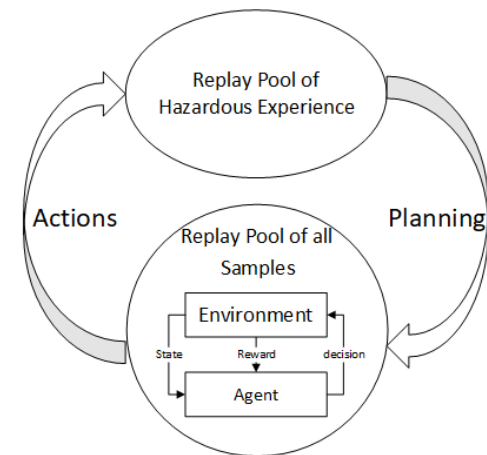 Replay Pool of
Hazardous Experience
Actions
Planning
Replay Pool of all
Samples
Environment
State
Reward
decision
Agent